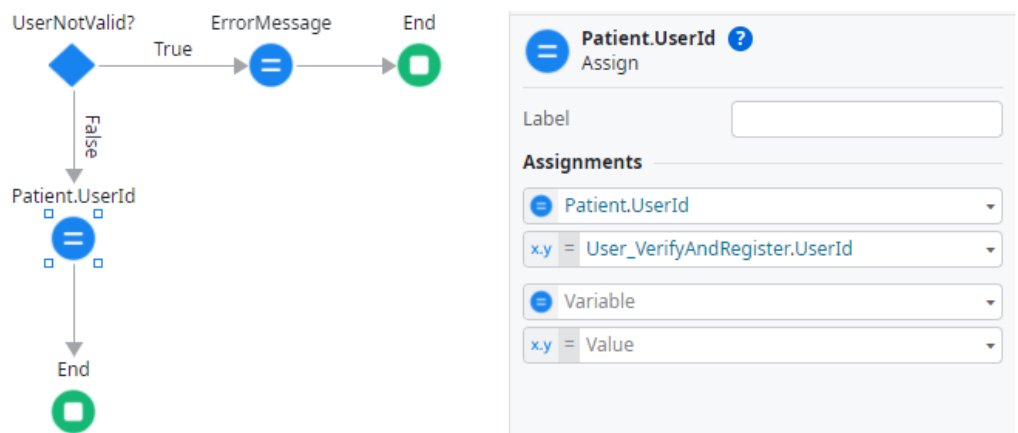 UserNotValid?
ErrorMessage
End
True
False
Patient.UserId
End
Patient.UserId ?
Assign
Label
Assignments
Patient.UserId
x.y = User_VerifyAndRegister.UserId
Variable
x.y = Value